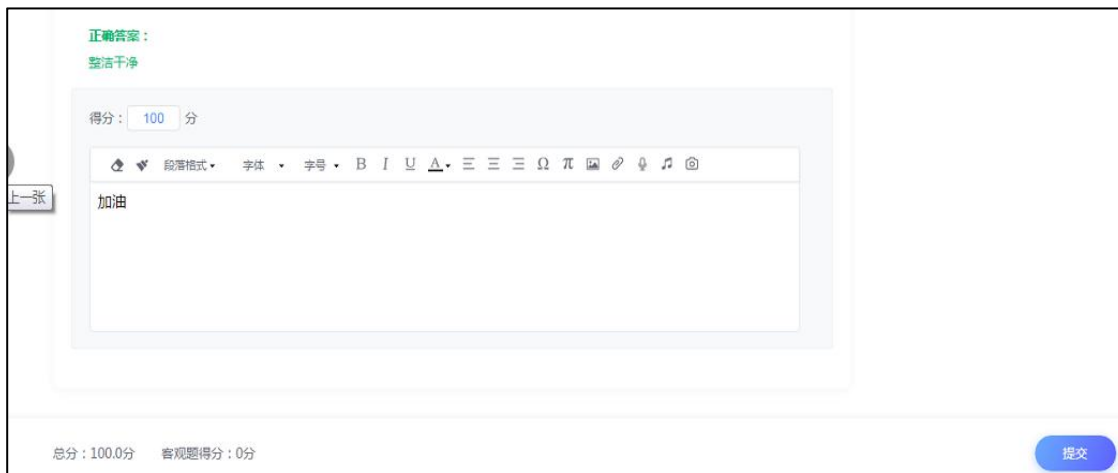 正确答案：
整洁干净
得分： 100 分
段落格式 字体 字号 B I U A Ω π
上一张
加油
总分：100.0分 客观题得分：0分
提交